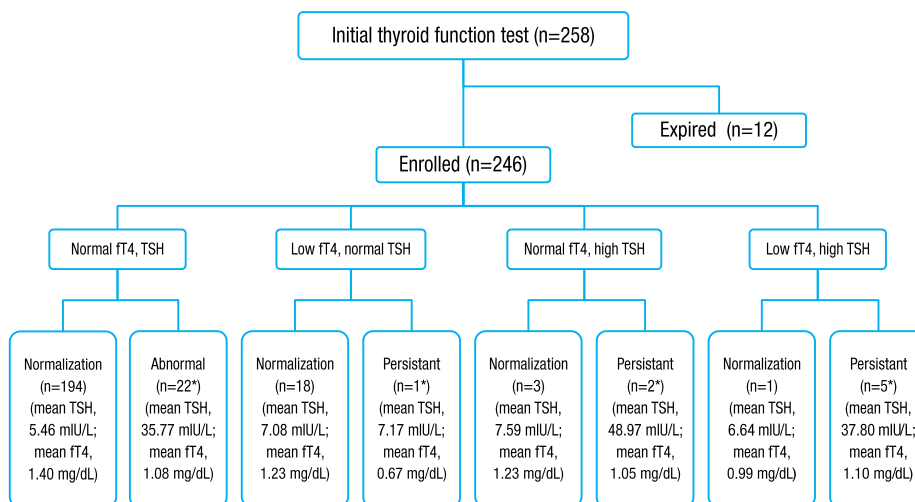 Initial thyroid function test (n=258)
Expired (n=12)
Enrolled (n=246)
Normal fT4, TSH
Low fT4, normal TSH
Normal fT4, high TSH
Low fT4, high TSH
Normalization
(n=194)
(mean TSH,
5.46 mIU/L;
mean fT4,
1.40 mg/dL)
Abnormal
(n=22*)
(mean TSH,
35.77 mIU/L;
mean fT4,
1.08 mg/dL)
Normalization
(n=18)
(mean TSH,
7.08 mIU/L;
mean fT4,
1.23 mg/dL)
Persistant
(n=1*)
(mean TSH,
7.17 mIU/L;
mean fT4,
0.67 mg/dL)
Normalization
(n=3)
(mean TSH,
7.59 mIU/L;
mean fT4,
1.23 mg/dL)
Persistant
(n=2*)
(mean TSH,
48.97 mIU/L;
mean fT4,
1.05 mg/dL)
Normalization
(n=1)
(mean TSH,
6.64 mIU/L;
mean fT4,
0.99 mg/dL)
Persistant
(n=5*)
(mean TSH,
37.80 mIU/L;
mean fT4,
1.10 mg/dL)